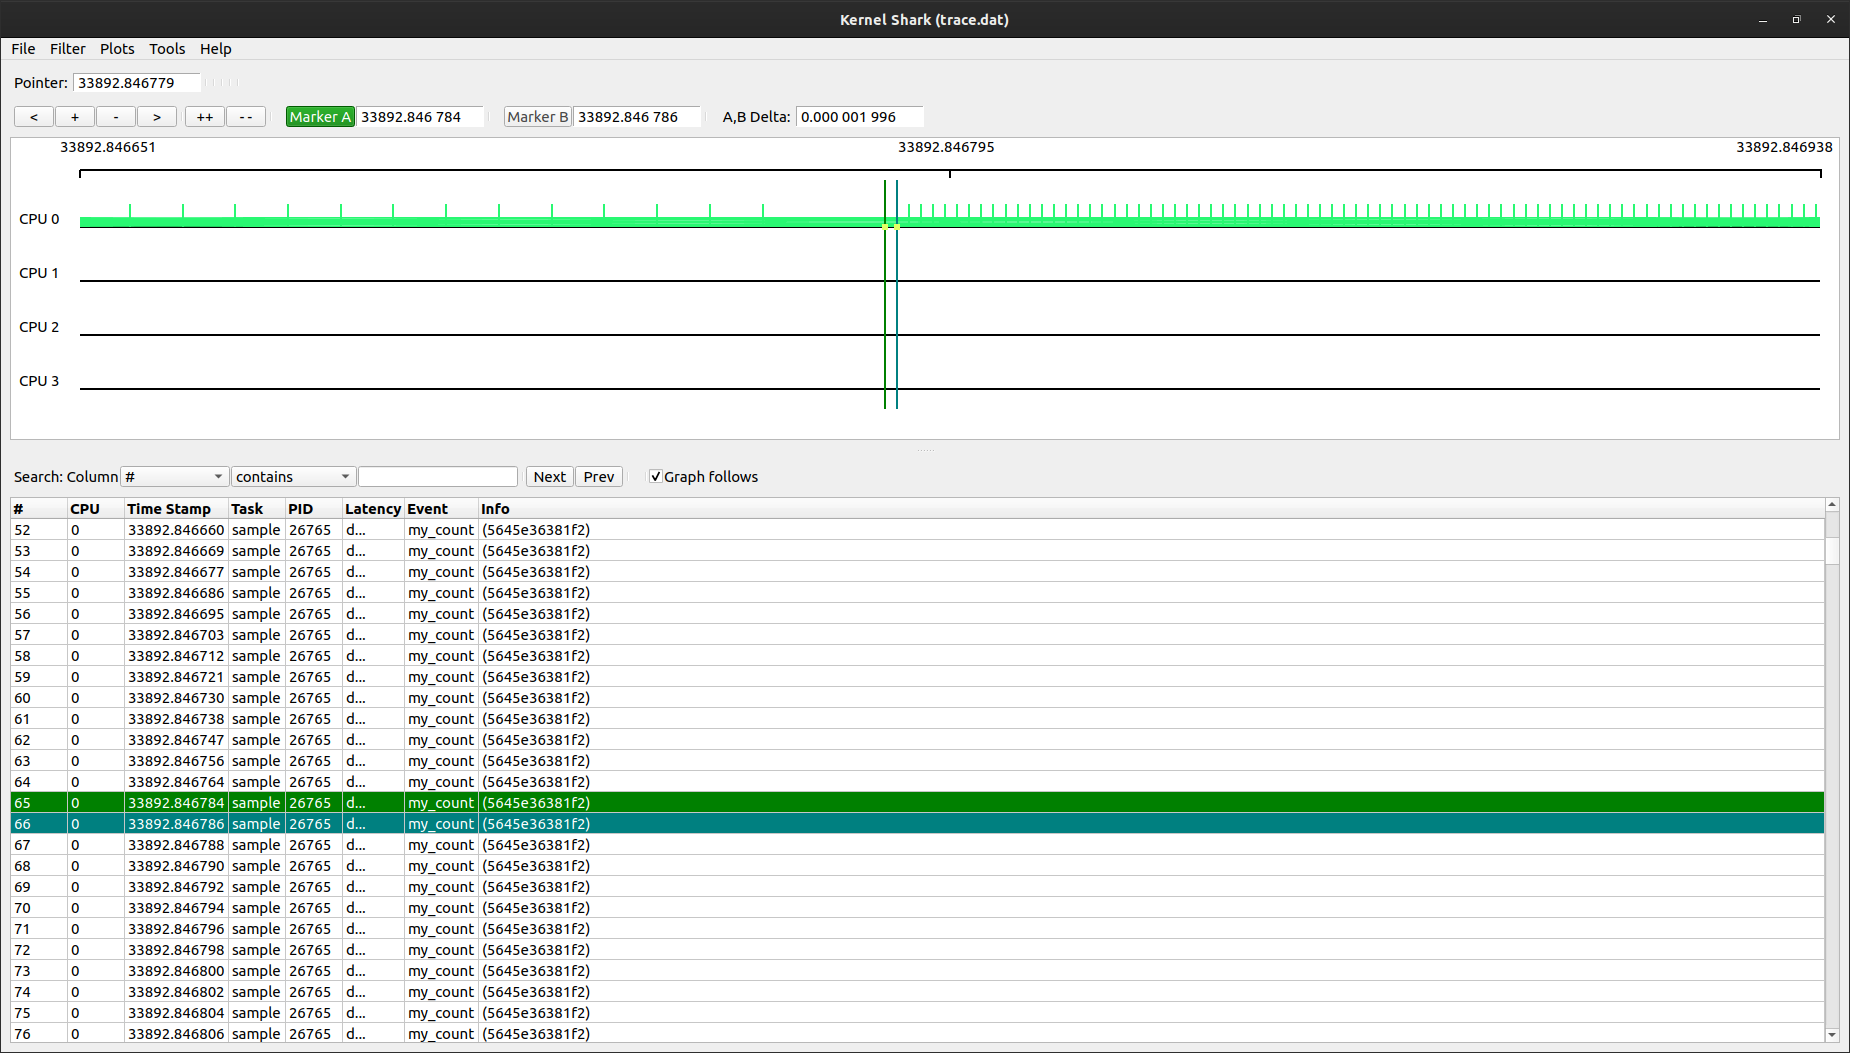 Kernel Shark (trace.dat)
File Filter Plots Tools Help
Pointer: 33892.846779
< + - > ++ -- Marker A 33892.846 784 Marker B 33892.846 786 A,B Delta: 0.000 001 996
33892.846651 33892.846795 33892.846938
CPU 0
CPU 1
CPU 2
CPU 3
Search: Column # contains Next Prev Graph follows
# CPU Time Stamp Task PID Latency Event Info
52 0 33892.846660 sample 26765 d... my_count (5645e36381f2)
53 0 33892.846669 sample 26765 d... my_count (5645e36381f2)
54 0 33892.846677 sample 26765 d... my_count (5645e36381f2)
55 0 33892.846686 sample 26765 d... my_count (5645e36381f2)
56 0 33892.846695 sample 26765 d... my_count (5645e36381f2)
57 0 33892.846703 sample 26765 d... my_count (5645e36381f2)
58 0 33892.846712 sample 26765 d... my_count (5645e36381f2)
59 0 33892.846721 sample 26765 d... my_count (5645e36381f2)
60 0 33892.846730 sample 26765 d... my_count (5645e36381f2)
61 0 33892.846738 sample 26765 d... my_count (5645e36381f2)
62 0 33892.846747 sample 26765 d... my_count (5645e36381f2)
63 0 33892.846756 sample 26765 d... my_count (5645e36381f2)
64 0 33892.846764 sample 26765 d... my_count (5645e36381f2)
65 0 33892.846784 sample 26765 d... my_count (5645e36381f2)
66 0 33892.846786 sample 26765 d... my_count (5645e36381f2)
67 0 33892.846788 sample 26765 d... my_count (5645e36381f2)
68 0 33892.846790 sample 26765 d... my_count (5645e36381f2)
69 0 33892.846792 sample 26765 d... my_count (5645e36381f2)
70 0 33892.846794 sample 26765 d... my_count (5645e36381f2)
71 0 33892.846796 sample 26765 d... my_count (5645e36381f2)
72 0 33892.846798 sample 26765 d... my_count (5645e36381f2)
73 0 33892.846800 sample 26765 d... my_count (5645e36381f2)
74 0 33892.846802 sample 26765 d... my_count (5645e36381f2)
75 0 33892.846804 sample 26765 d... my_count (5645e36381f2)
76 0 33892.846806 sample 26765 d... my_count (5645e36381f2)